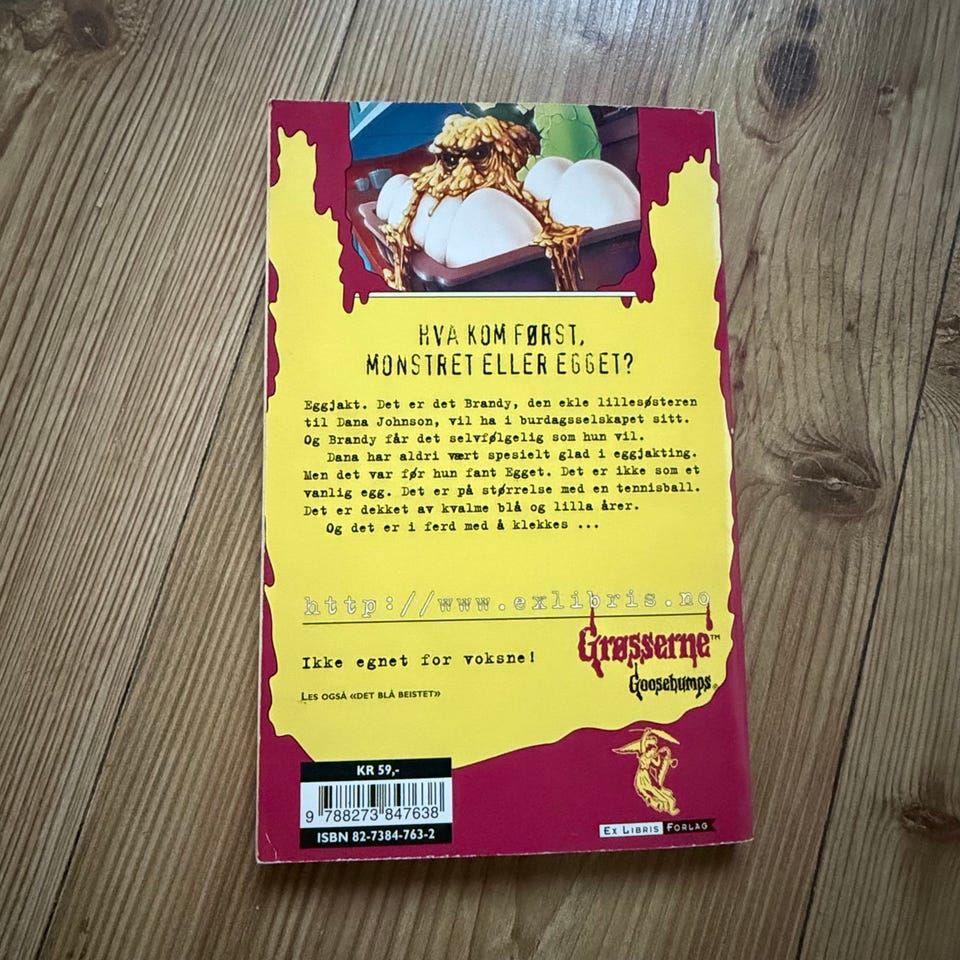 HVA KOM FØRST,
MONSTRET ELLER EGGET?
Eggjakt. Det er det Brandy, den ekle lillesøsteren
til Dana Johnson, vil ha i burdagsselskapet sitt.
Og Brandy får det selvfølgelig som hun vil.
Dana har aldri vært spesielt glad i eggjakting.
Men det var før hun fant Egget. Det er ikke som et
vanlig egg. Det er på størrelse med en tennisball.
Det er dekket av kvalme blå og lilla årer.
Og det er i ferd med å klekkes ...
http://www.exlibris.no
Grøsserne™
Goosebumps
Ikke egnet for voksne!
LES OGSÅ «DET BLÅ BEISTET»
KR 59,-
9 788273 847638
ISBN 82-7384-763-2
EX LIBRIS FORLAG